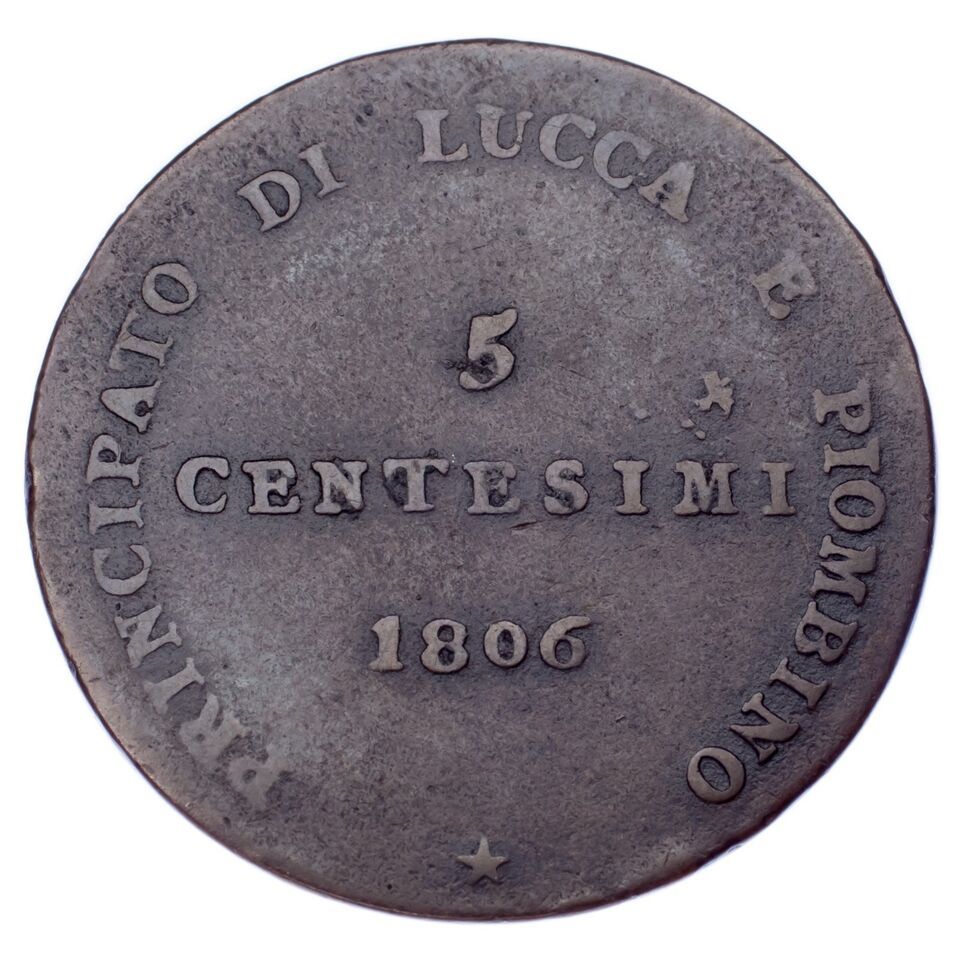 PRINCIPATO DI LUCCA E PIOMBINO
5
CENTESIMI
1806